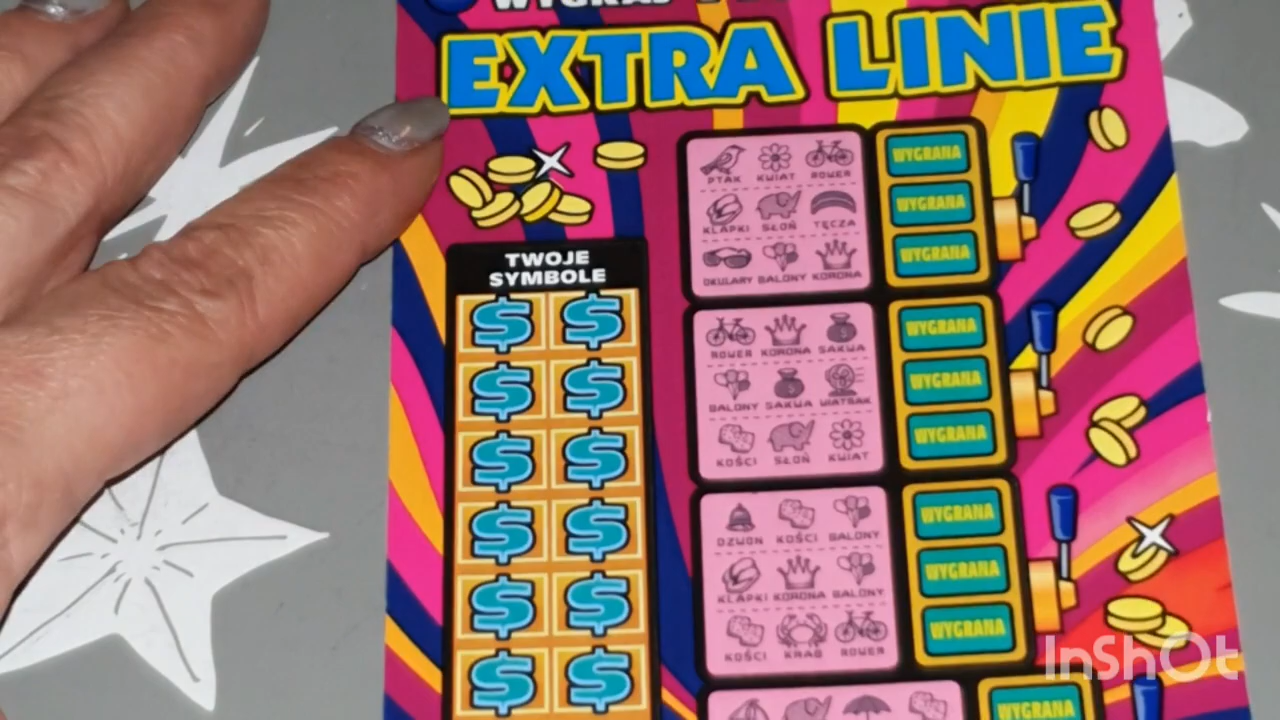 EXTRA LINIE
TWOJE
SYMBOLE
$ $
$ $
$ $
$ $
$ $
$ $
PTAK KWIAT ROWER
KLAPKI SŁOŃ TĘCZA
OKULARY BALONY KORONA
WYGRANA
WYGRANA
WYGRANA
ROWER KORONA SAKWA
BALONY SAKWA WIATRAK
KOŚCI SŁOŃ KWIAT
WYGRANA
WYGRANA
WYGRANA
DZWON KOŚCI BALONY
KLAPKI KORONA BALONY
KOŚCI KRAB ROWER
WYGRANA
WYGRANA
WYGRANA
WYGRANA
InShOt